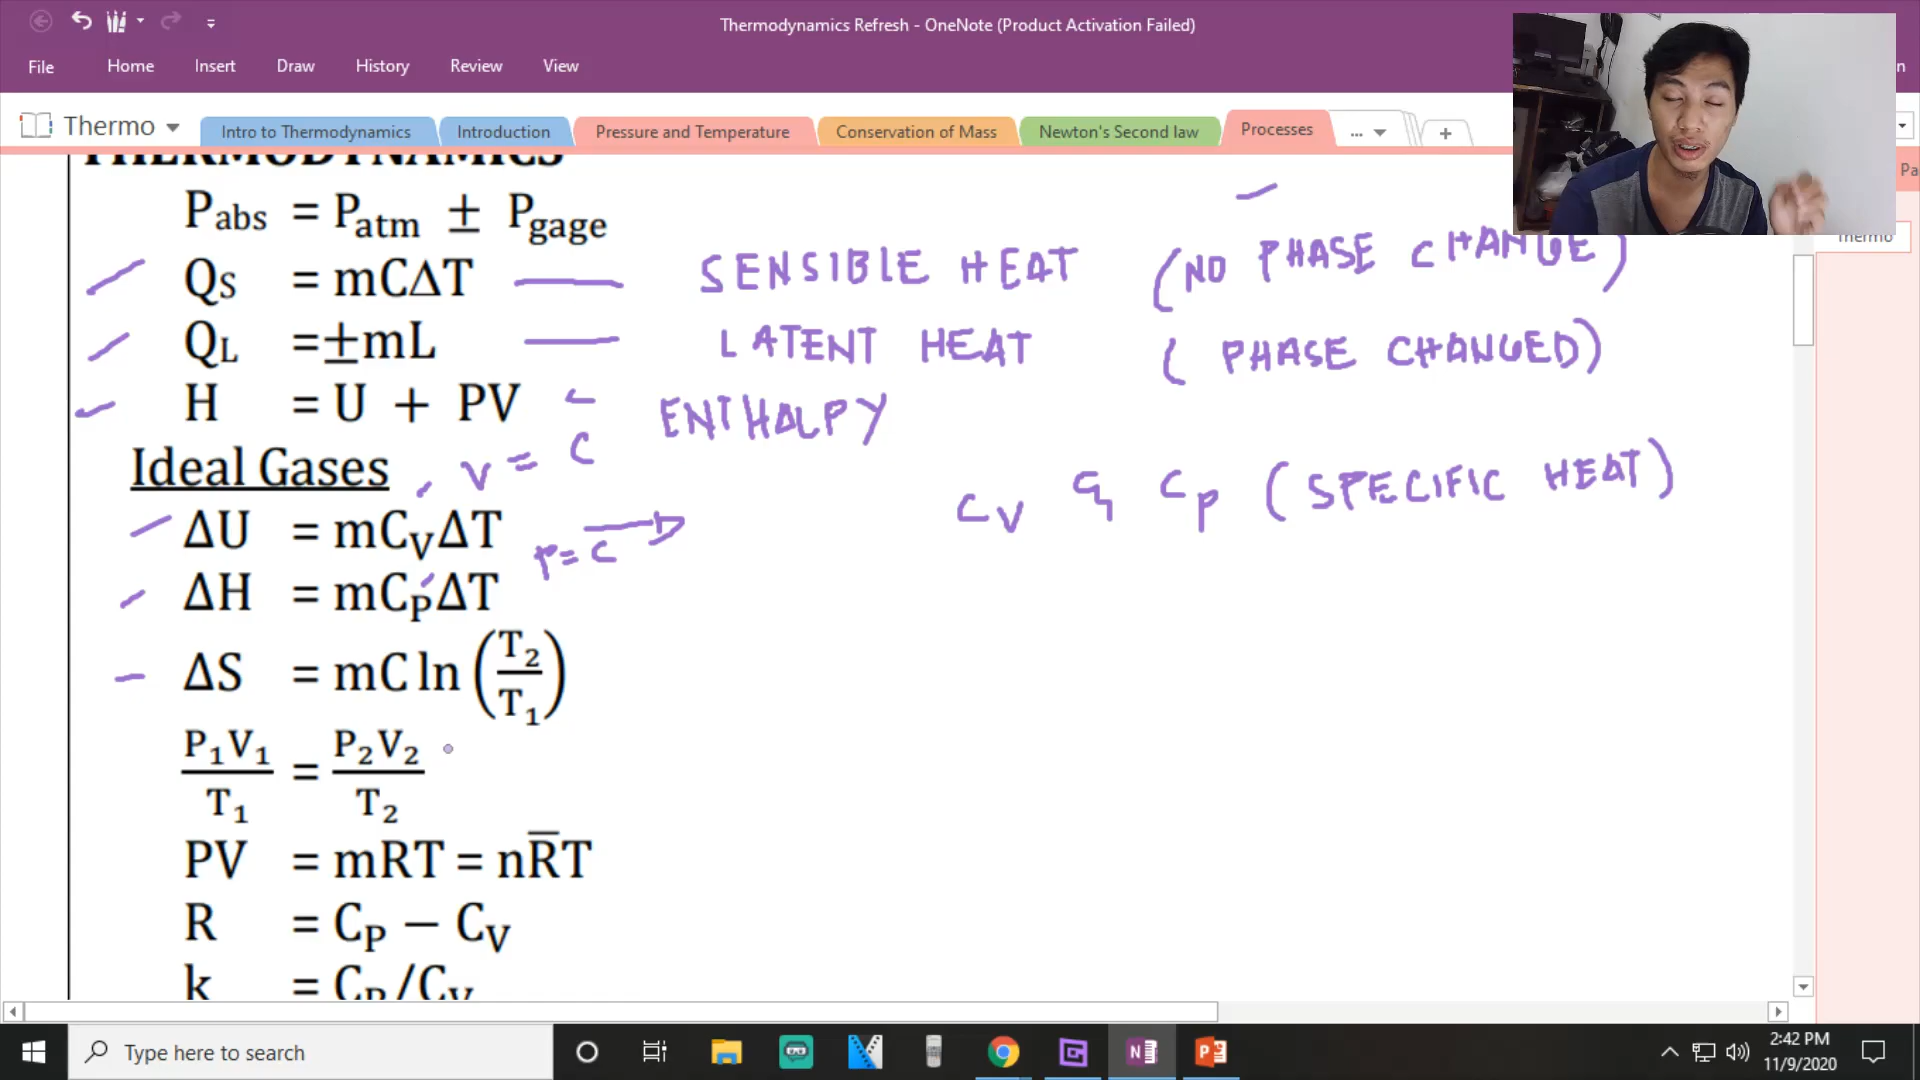 Thermodynamics Refresh - OneNote (Product Activation Failed)
File Home Insert Draw History Review View
Thermo Intro to Thermodynamics Introduction Pressure and Temperature Conservation of Mass Newton's Second law Processes ... +
THERMODYNAMICS
Pabs = Patm ± Pgage
QS = mCΔT — SENSIBLE HEAT (NO PHASE CHANGE)
QL =±mL — LATENT HEAT (PHASE CHANGED)
H = U + PV ENTHALPY
Ideal Gases V = C
CV & CP (SPECIFIC HEAT)
ΔU = mCVΔT
P = C
ΔH = mCPΔT
ΔS = mC ln (T2/T1)
P1V1/T1 = P2V2/T2
PV = mRT = nR̅T
R = CP − CV
k = CP/CV
Thermo
Type here to search
2:42 PM
11/9/2020